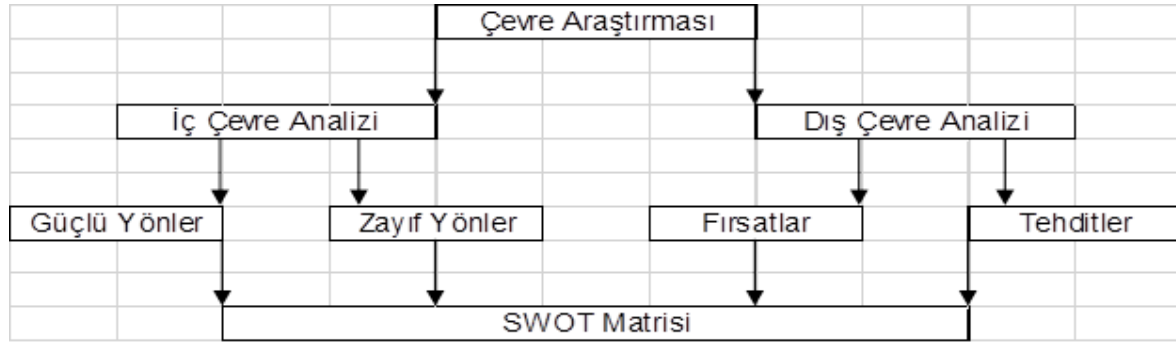 Çevre Araştırması
İç Çevre Analizi
Dış Çevre Analizi
Güçlü Yönler
Zayıf Yönler
Fırsatlar
Tehditler
SWOT Matrisi